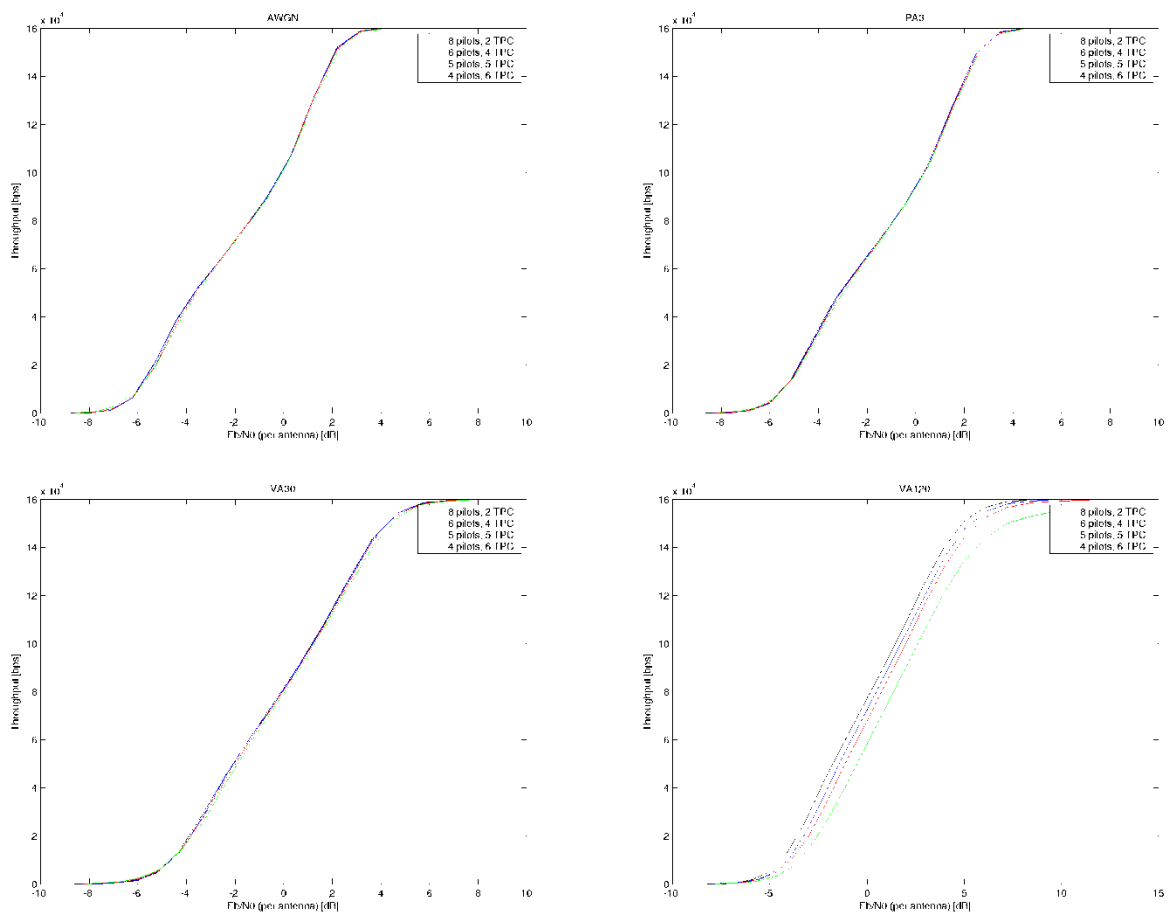 AWGN
x 10^4
16
14
12
10
8
6
4
2
0
-10 -8 -6 -4 -2 0 2 4 6 8 10
Throughput [bps]
Eb/N0 (per antenna) [dB]
8 pilots, 2 TPC
6 pilots, 4 TPC
5 pilots, 5 TPC
4 pilots, 6 TPC
PA3
x 10^4
16
14
12
10
8
6
4
2
0
-10 -8 -6 -4 -2 0 2 4 6 8 10
Throughput [bps]
Eb/N0 (per antenna) [dB]
8 pilots, 2 TPC
6 pilots, 4 TPC
5 pilots, 5 TPC
4 pilots, 6 TPC
VA30
x 10^4
16
14
12
10
8
6
4
2
0
-10 -8 -6 -4 -2 0 2 4 6 8 10
Throughput [bps]
Eb/N0 (per antenna) [dB]
8 pilots, 2 TPC
6 pilots, 4 TPC
5 pilots, 5 TPC
4 pilots, 6 TPC
VA120
x 10^4
16
14
12
10
8
6
4
2
0
-10 -5 0 5 10 15
Throughput [bps]
Eb/N0 (per antenna) [dB]
8 pilots, 2 TPC
6 pilots, 4 TPC
5 pilots, 5 TPC
4 pilots, 6 TPC